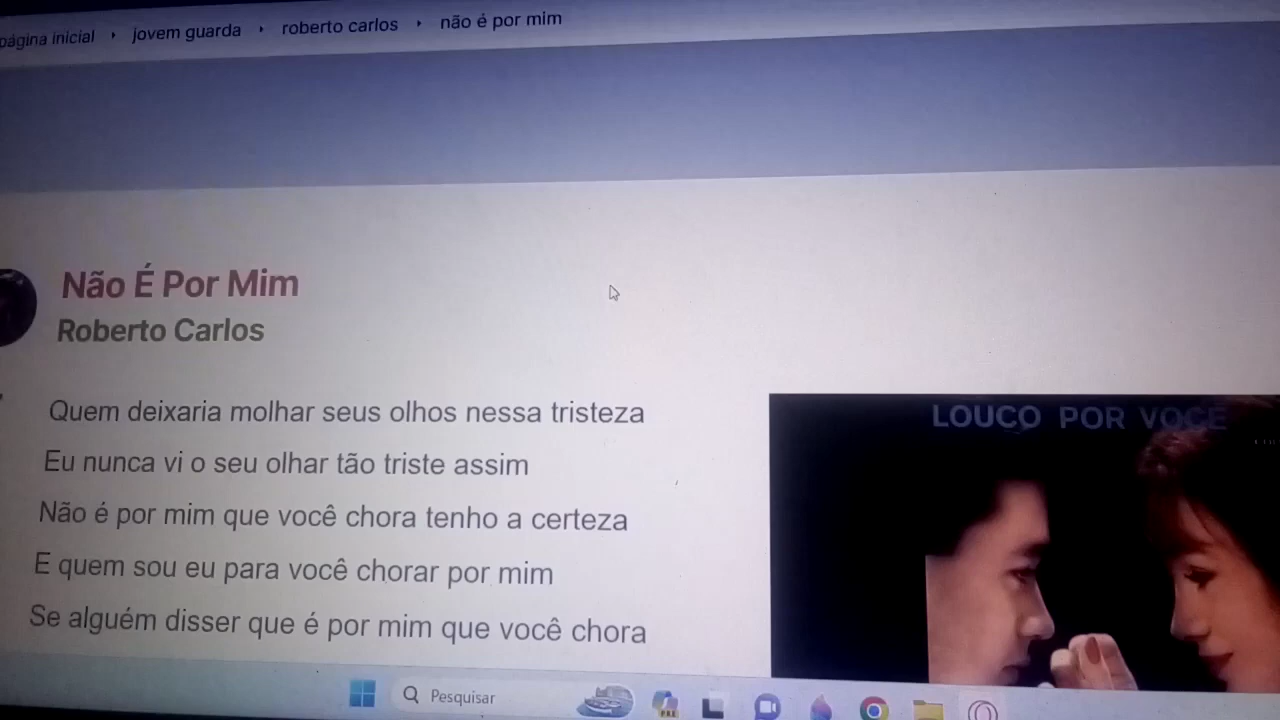 página inicial › jovem guarda › roberto carlos › não é por mim
Não É Por Mim
Roberto Carlos
Quem deixaria molhar seus olhos nessa tristeza
Eu nunca vi o seu olhar tão triste assim
Não é por mim que você chora tenho a certeza
E quem sou eu para você chorar por mim
Se alguém disser que é por mim que você chora
LOUCO POR VOCÊ
Pesquisar
PRE